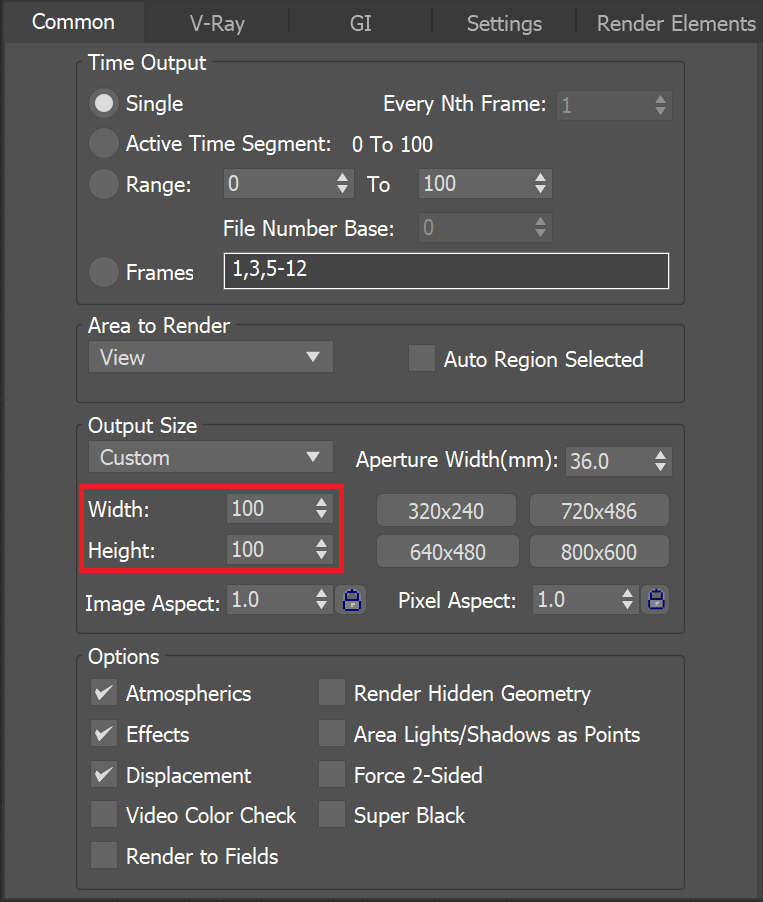 Common V-Ray GI Settings Render Elements
Time Output
Single Every Nth Frame: 1
Active Time Segment: 0 To 100
Range: 0 To 100
File Number Base: 0
Frames 1,3,5-12
Area to Render
View Auto Region Selected
Output Size
Custom Aperture Width(mm): 36.0
Width: 100 320x240 720x486
Height: 100 640x480 800x600
Image Aspect: 1.0 Pixel Aspect: 1.0
Options
Atmospherics Render Hidden Geometry
Effects Area Lights/Shadows as Points
Displacement Force 2-Sided
Video Color Check Super Black
Render to Fields